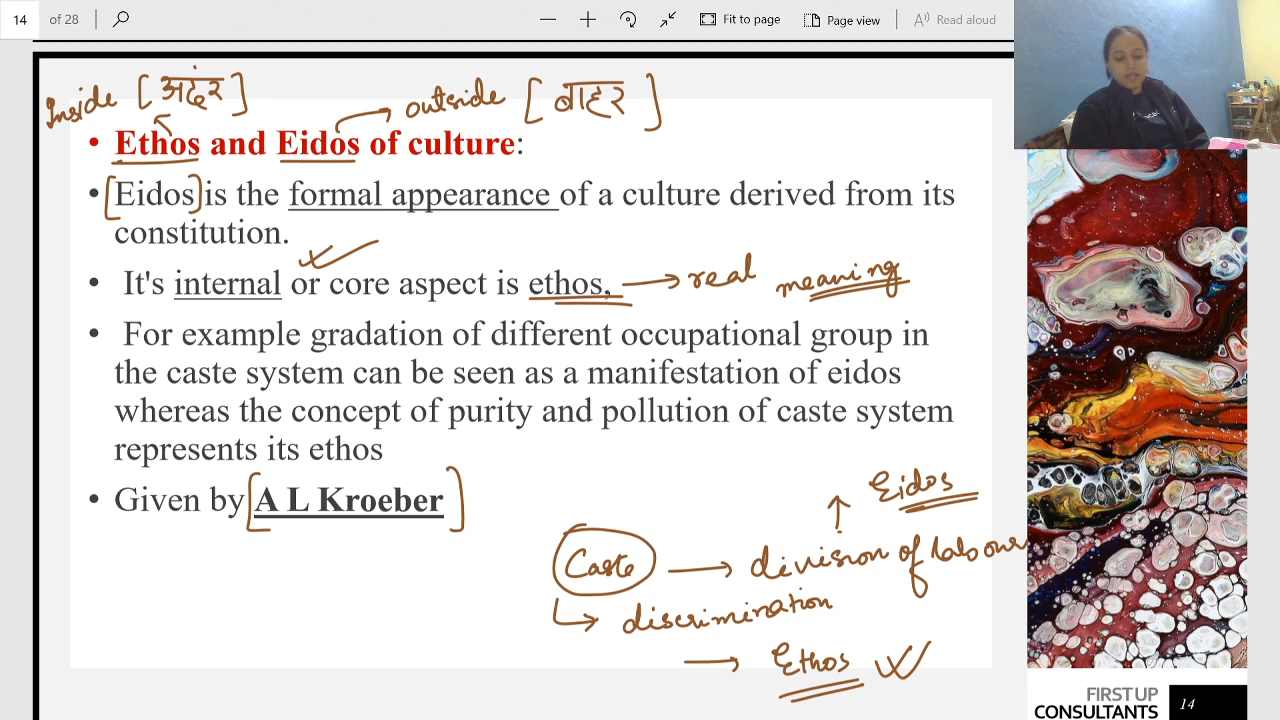 14 of 28 Fit to page Page view Read aloud
Inside [अंदर] outside [बाहर]
• Ethos and Eidos of culture:
• [Eidos] is the formal appearance of a culture derived from its
constitution.
• It's internal or core aspect is ethos, → real meaning
• For example gradation of different occupational group in
the caste system can be seen as a manifestation of eidos
whereas the concept of purity and pollution of caste system
represents its ethos
• Given by [A L Kroeber]
Eidos
Caste → division of labour
discrimination
→ Ethos
FIRST UP
CONSULTANTS
14